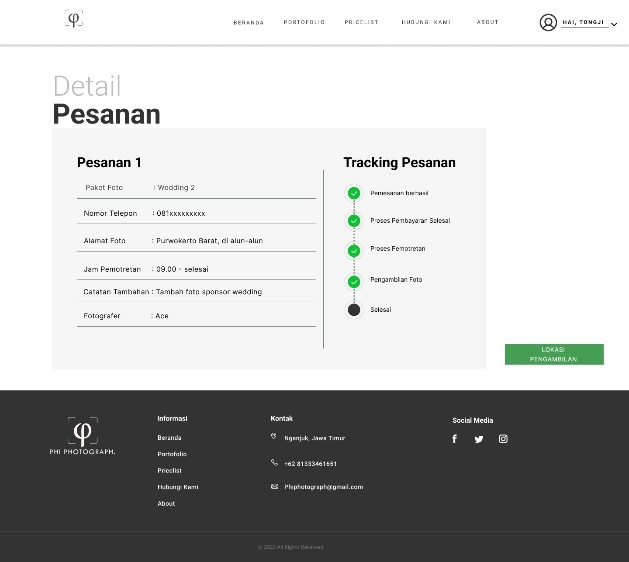 φ
BERANDA PORTOFOLIO PRICELIST HUBUNGI KAMI ABOUT HAI, TONGJI
Detail
Pesanan
Pesanan 1
Paket Foto : Wedding 2
Nomor Telepon : 081xxxxxxxxx
Alamat Foto : Purwokerto Barat, di alun-alun
Jam Pemotretan : 09.00 - selesai
Catatan Tambahan : Tambah foto sponsor wedding
Fotografer : Ace
Tracking Pesanan
Pemesanan berhasil
Proses Pembayaran Selesai
Proses Pemotretan
Pengambilan Foto
Selesai
LOKASI
PENGAMBILAN
φ
PHI PHOTOGRAPH.
Informasi
Beranda
Portofolio
Pricelist
Hubungi Kami
About
Kontak
Nganjuk, Jawa Timur
+62 81333461651
Phiphotograph@gmail.com
Social Media
©2022 All Rights Reserved